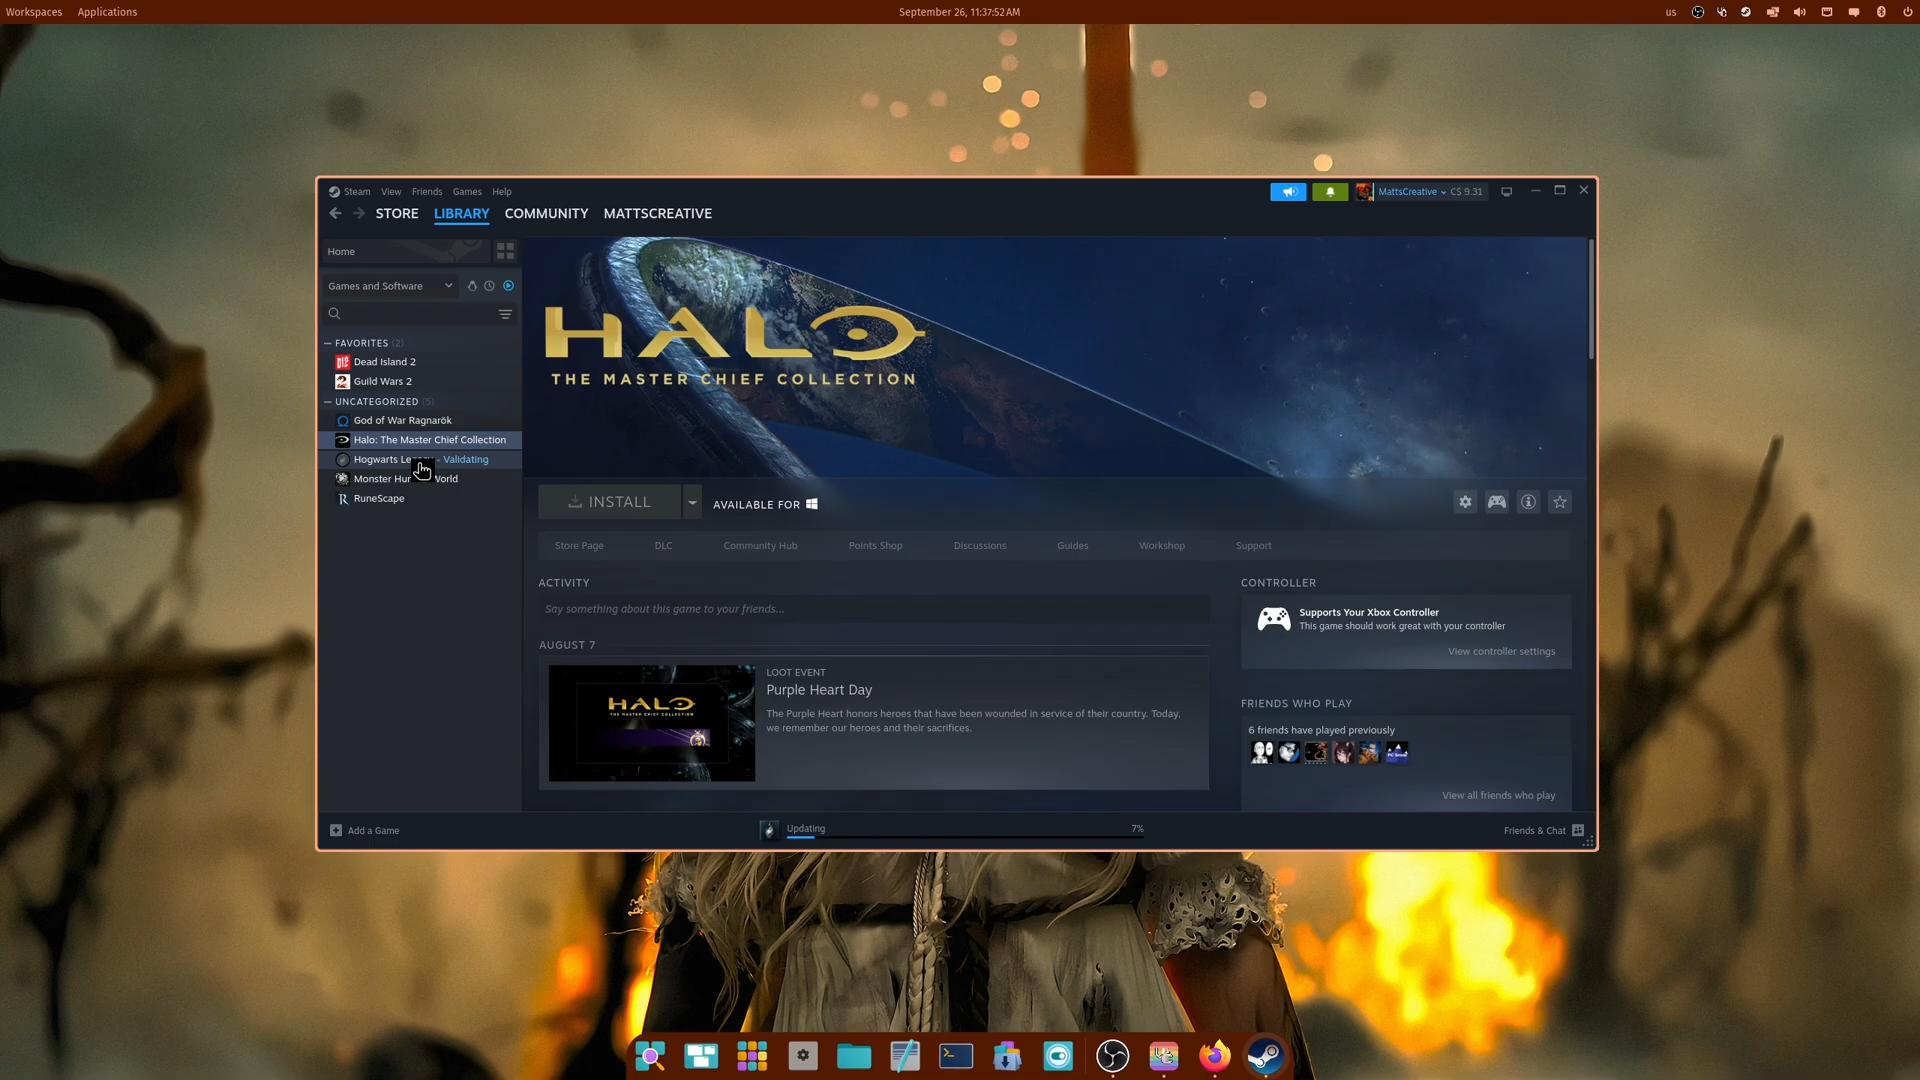 Workspaces Applications September 26, 11:37:52 AM us
Steam View Friends Games Help MattsCreative C$ 9.31
STORE LIBRARY COMMUNITY MATTSCREATIVE
Home
Games and Software
FAVORITES (2)
Dead Island 2
Guild Wars 2
UNCATEGORIZED (5)
God of War Ragnarök
Halo: The Master Chief Collection
Hogwarts - Validating
Monster World
RuneScape
HALO
THE MASTER CHIEF COLLECTION
INSTALL AVAILABLE FOR
Store Page DLC Community Hub Points Shop Discussions Guides Workshop Support
ACTIVITY
Say something about this game to your friends...
AUGUST 7
HALO
THE MASTER CHIEF COLLECTION
LOOT EVENT
Purple Heart Day
The Purple Heart honors heroes that have been wounded in service of their country. Today,
we remember our heroes and their sacrifices.
CONTROLLER
Supports Your Xbox Controller
This game should work great with your controller
View controller settings
FRIENDS WHO PLAY
6 friends have played previously
View all friends who play
Add a Game Updating 7% Friends & Chat